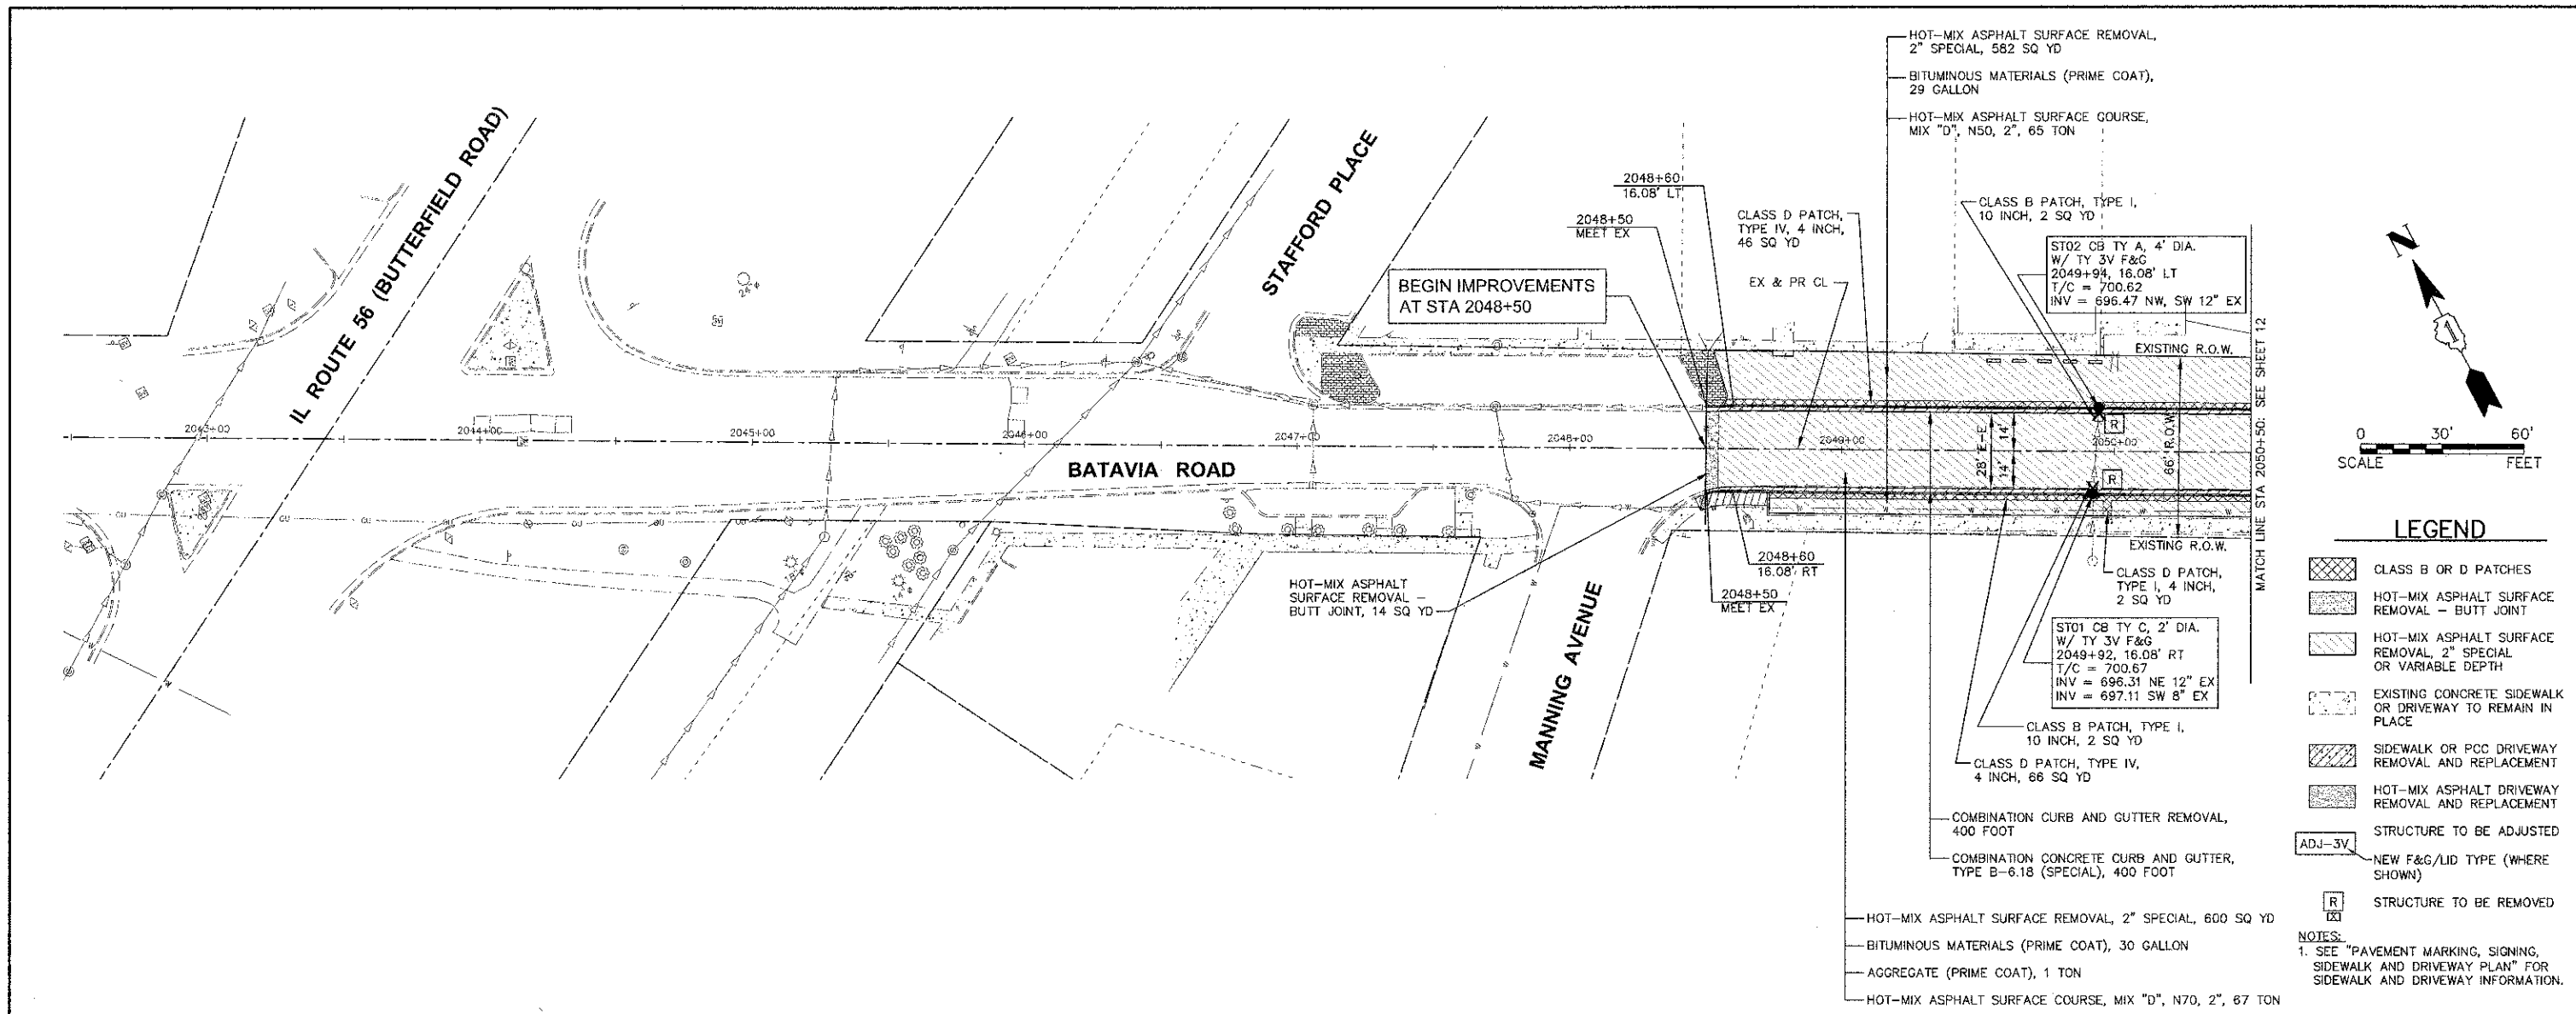 HOT-MIX ASPHALT SURFACE REMOVAL,
2" SPECIAL, 582 SQ YD
BITUMINOUS MATERIALS (PRIME COAT),
29 GALLON
HOT-MIX ASPHALT SURFACE COURSE,
MIX "D", N50, 2", 65 TON
IL ROUTE 56 (BUTTERFIELD ROAD)
STAFFORD PLACE
2048+60
16.08' LT
2048+50
MEET EX
CLASS D PATCH,
TYPE IV, 4 INCH,
46 SQ YD
CLASS B PATCH, TYPE I,
10 INCH, 2 SQ YD
ST02 CB TY A, 4' DIA.
W/ TY 3V F&G
2049+94, 16.08' LT
T/C = 700.62
INV = 696.47 NW, SW 12" EX
BEGIN IMPROVEMENTS
AT STA 2048+50
EX & PR CL
EXISTING R.O.W.
MATCH LINE STA 2050+50: SEE SHEET 12
N
0 30' 60'
SCALE FEET
2043+00
2044+00
2045+00
2046+00
2047+00
2048+00
2049+00
2050+00
28' E-E
14'
14'
66' R.O.W.
R
R
BATAVIA ROAD
EXISTING R.O.W.
HOT-MIX ASPHALT
SURFACE REMOVAL -
BUTT JOINT, 14 SQ YD
2048+60
16.08' RT
2048+50
MEET EX
MANNING AVENUE
CLASS D PATCH,
TYPE I, 4 INCH,
2 SQ YD
ST01 CB TY C, 2' DIA.
W/ TY 3V F&G
2049+92, 16.08' RT
T/C = 700.67
INV = 696.31 NE 12" EX
INV = 697.11 SW 8" EX
CLASS B PATCH, TYPE I,
10 INCH, 2 SQ YD
CLASS D PATCH, TYPE IV,
4 INCH, 66 SQ YD
COMBINATION CURB AND GUTTER REMOVAL,
400 FOOT
COMBINATION CONCRETE CURB AND GUTTER,
TYPE B-6.18 (SPECIAL), 400 FOOT
HOT-MIX ASPHALT SURFACE REMOVAL, 2" SPECIAL, 600 SQ YD
BITUMINOUS MATERIALS (PRIME COAT), 30 GALLON
AGGREGATE (PRIME COAT), 1 TON
HOT-MIX ASPHALT SURFACE COURSE, MIX "D", N70, 2", 67 TON
LEGEND
CLASS B OR D PATCHES
HOT-MIX ASPHALT SURFACE
REMOVAL - BUTT JOINT
HOT-MIX ASPHALT SURFACE
REMOVAL, 2" SPECIAL
OR VARIABLE DEPTH
EXISTING CONCRETE SIDEWALK
OR DRIVEWAY TO REMAIN IN
PLACE
SIDEWALK OR PCC DRIVEWAY
REMOVAL AND REPLACEMENT
HOT-MIX ASPHALT DRIVEWAY
REMOVAL AND REPLACEMENT
STRUCTURE TO BE ADJUSTED
ADJ-3V
NEW F&G/LID TYPE (WHERE
SHOWN)
R
STRUCTURE TO BE REMOVED
NOTES:
1. SEE "PAVEMENT MARKING, SIGNING,
SIDEWALK AND DRIVEWAY PLAN" FOR
SIDEWALK AND DRIVEWAY INFORMATION.